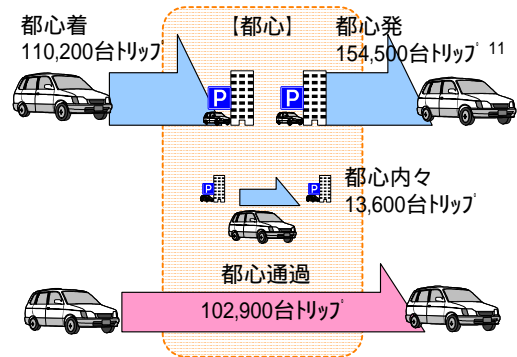 都心着
110,200台ﾄﾘｯﾌﾟ
【都心】
都心発
154,500台ﾄﾘｯﾌﾟ 11
P
P
P
P
都心内々
13,600台ﾄﾘｯﾌﾟ
都心通過
102,900台ﾄﾘｯﾌﾟ